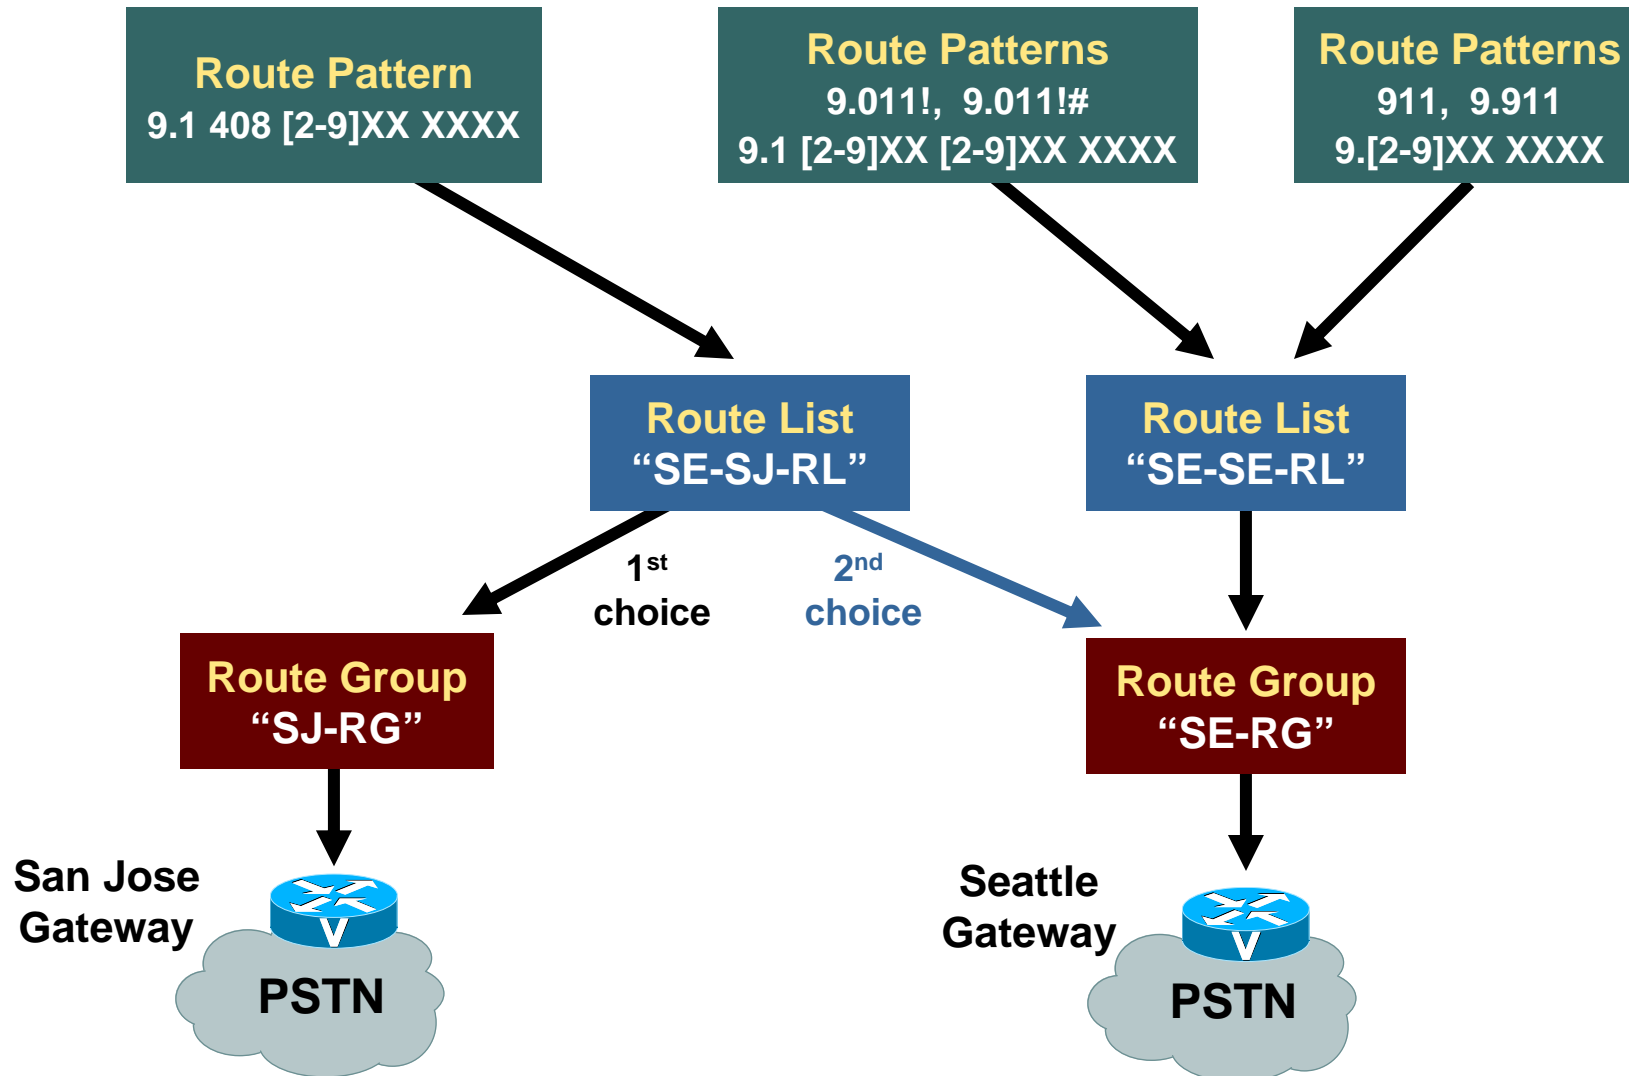 Route Pattern
9.1 408 [2-9]XX XXXX
Route Patterns
9.011!, 9.011!#
9.1 [2-9]XX [2-9]XX XXXX
Route Patterns
911, 9.911
9.[2-9]XX XXXX
Route List
“SE-SJ-RL”
Route List
“SE-SE-RL”
1st
choice
2nd
choice
Route Group
“SJ-RG”
Route Group
“SE-RG”
San Jose
Gateway
V
PSTN
Seattle
Gateway
V
PSTN